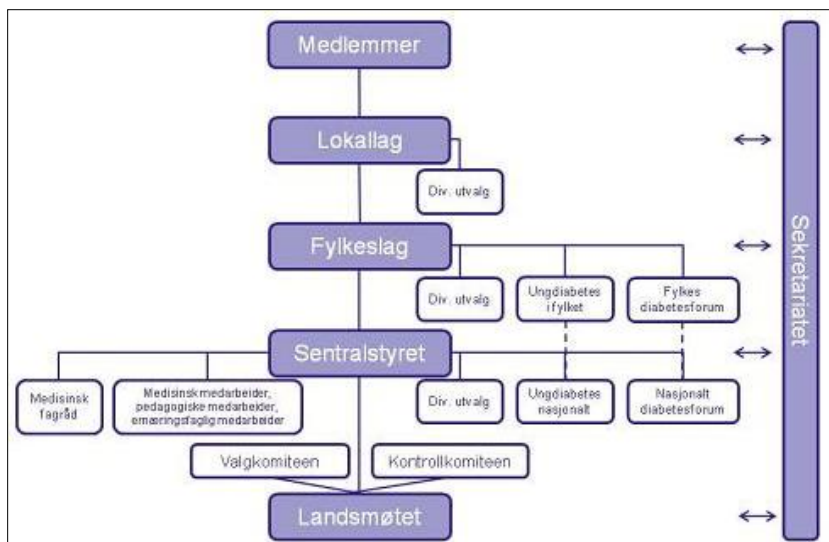 Medlemmer
Lokallag
Div. utvalg
Fylkeslag
Div. utvalg
Ungdiabetes
i fylket
Fylkes
diabetesforum
Sentralstyret
Medisinsk
fagråd
Medisinsk medarbeider,
pedagogiske medarbeider,
ernæringsfaglig medarbeider
Div. utvalg
Ungdiabetes
nasjonalt
Nasjonalt
diabetesforum
Valgkomiteen
Kontrollkomiteen
Landsmøtet
Sekretariatet